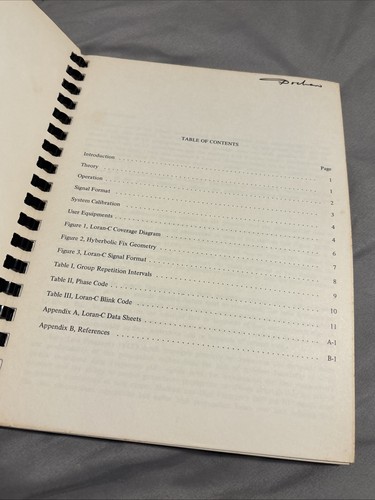 TABLE OF CONTENTS
Page
Introduction 1
Theory 1
Operation 2
Signal Format 3
System Calibration 4
User Equipments 4
Figure 1, Loran-C Coverage Diagram 6
Figure 2, Hyberbolic Fix Geometry 7
Figure 3, Loran-C Signal Format 8
Table I, Group Repetition Intervals 9
Table II, Phase Code 10
Table III, Loran-C Blink Code 11
Appendix A, Loran-C Data Sheets A-1
Appendix B, References B-1